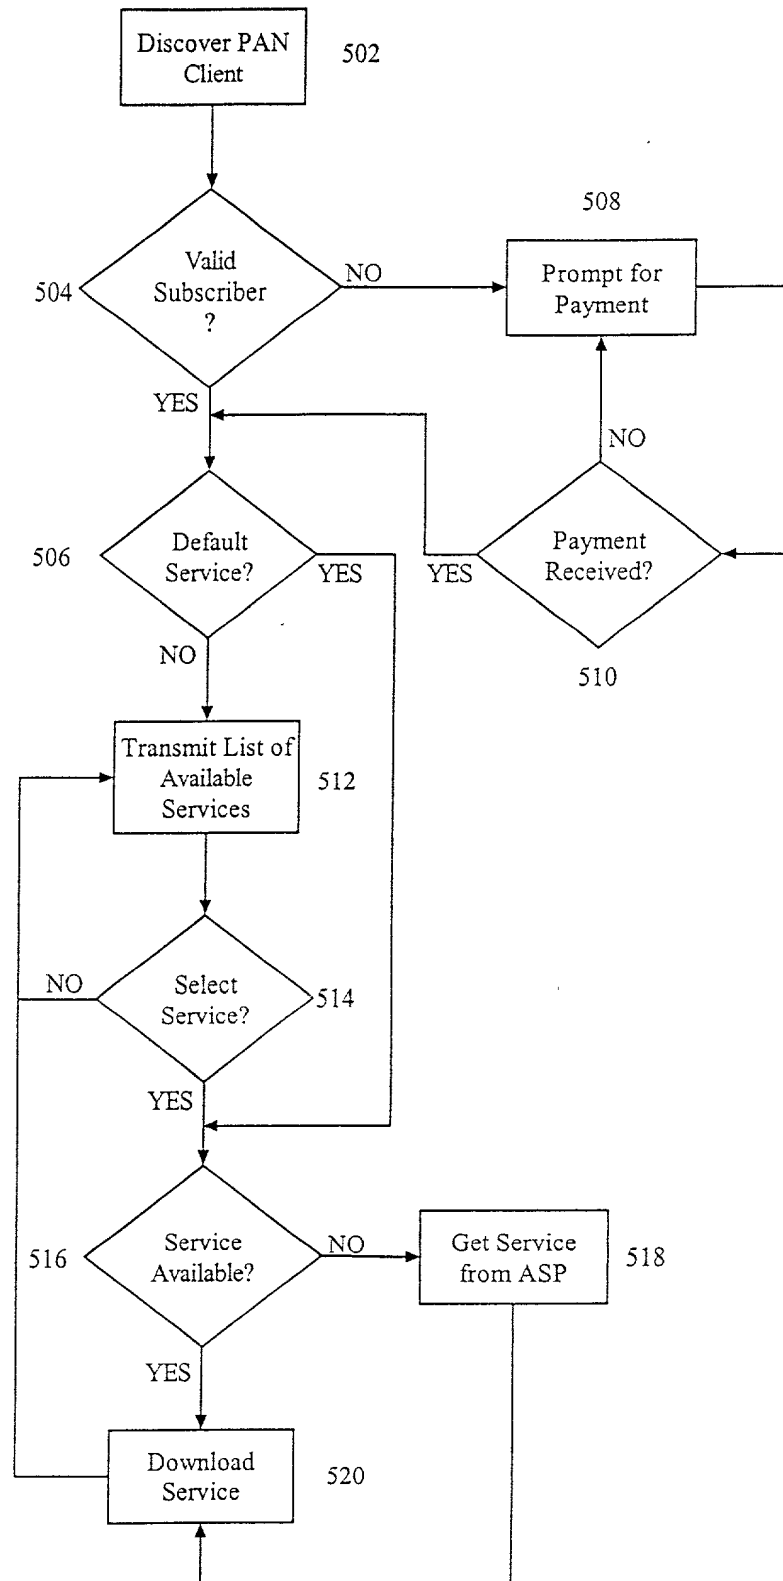 Discover PAN
Client
502
508
Valid
Subscriber
?
504
NO
Prompt for
Payment
YES
NO
Default
Service?
506
YES
YES
Payment
Received?
510
NO
Transmit List of
Available
Services
512
NO
Select
Service?
514
YES
Service
Available?
516
NO
Get Service
from ASP
518
YES
Download
Service
520